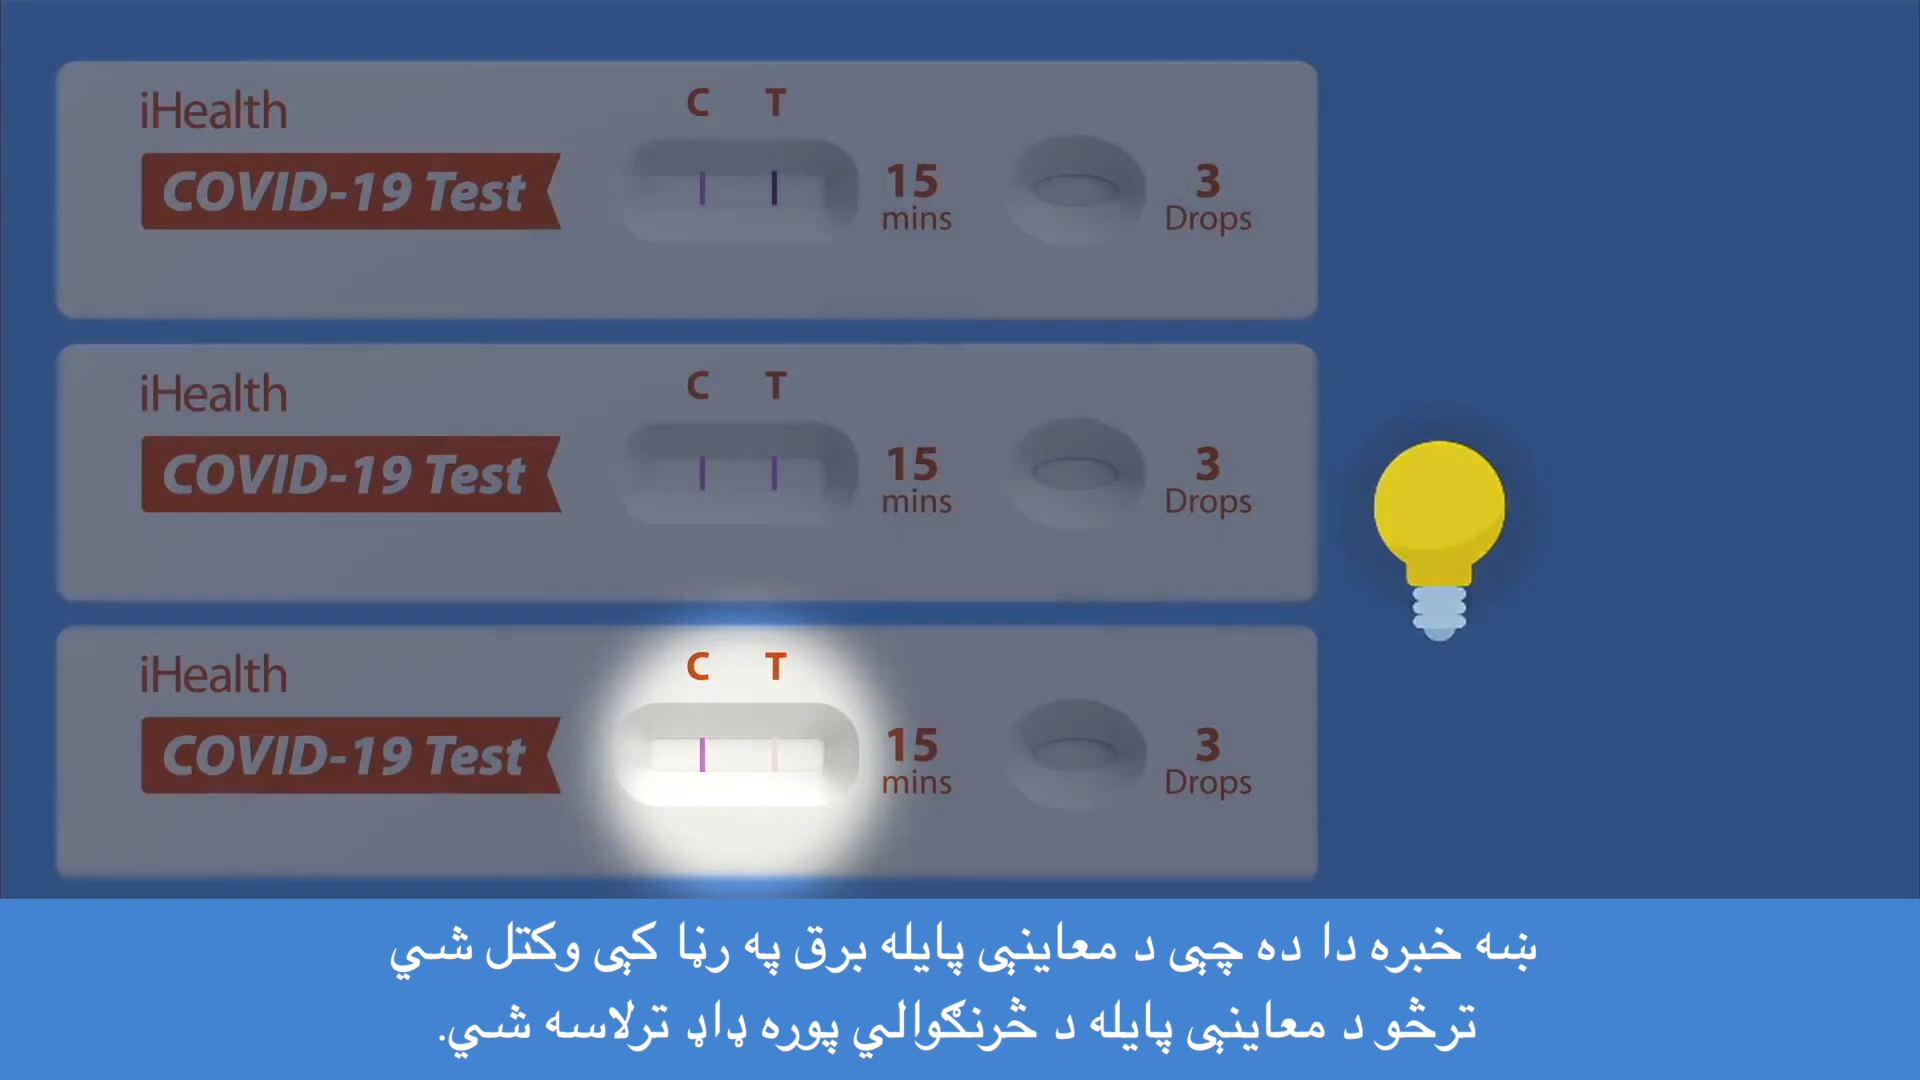 iHealth
COVID-19 Test
C T
15
mins
3
Drops
iHealth
COVID-19 Test
C T
15
mins
3
Drops
iHealth
COVID-19 Test
C T
15
mins
3
Drops
ښه خبره دا ده چې د معاینې پایله برق په رڼا کې وکتل شي
ترڅو د معاینې پایله د څرنګوالي پوره ډاډ ترلاسه شي.